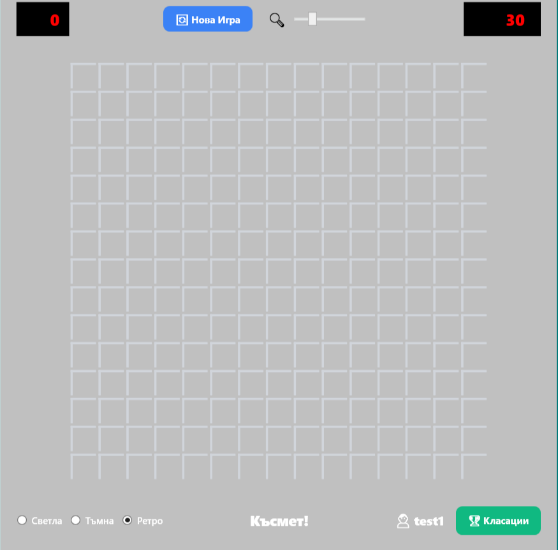 0
Нова Игра
30
Светла
Тъмна
Ретро
Късмет!
test1
Класации